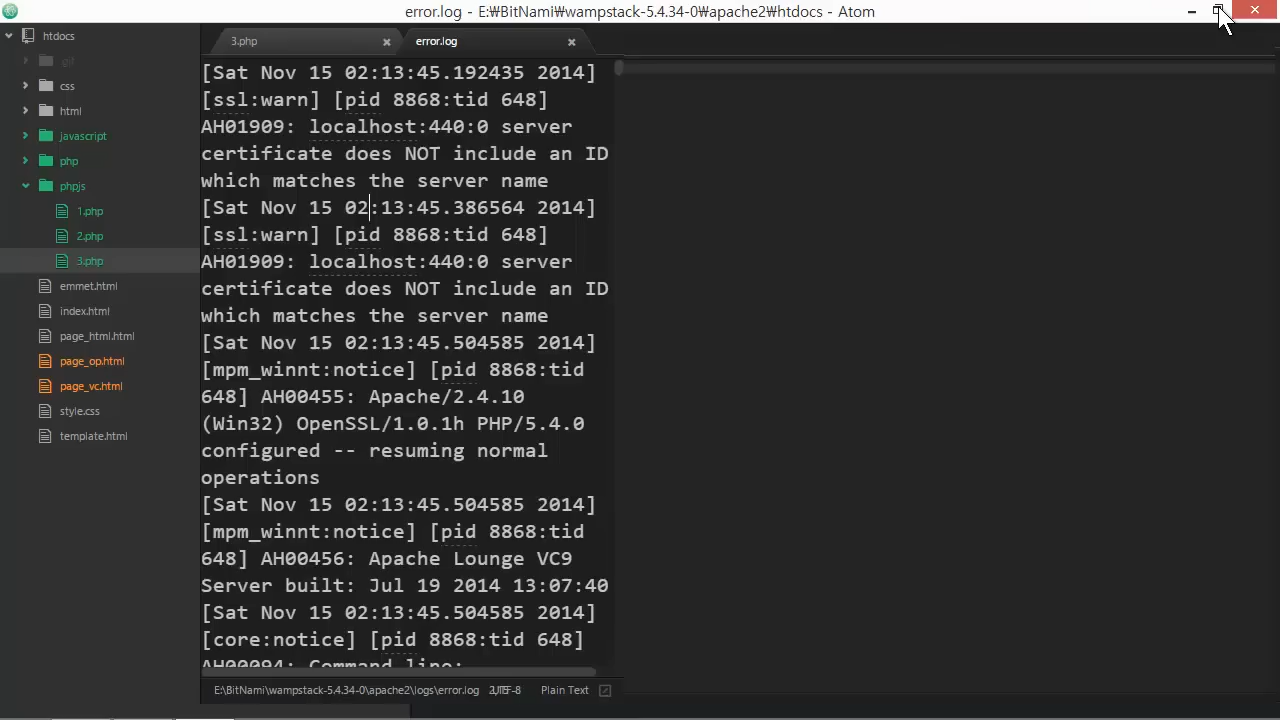 error.log - E:₩BitNami₩wampstack-5.4.34-0₩apache2₩htdocs - Atom
htdocs
.git
css
html
javascript
php
phpjs
1.php
2.php
3.php
emmet.html
index.html
page_html.html
page_op.html
page_vc.html
style.css
template.html
3.php
error.log
[Sat Nov 15 02:13:45.192435 2014]
[ssl:warn] [pid 8868:tid 648]
AH01909: localhost:440:0 server
certificate does NOT include an ID
which matches the server name
[Sat Nov 15 02:13:45.386564 2014]
[ssl:warn] [pid 8868:tid 648]
AH01909: localhost:440:0 server
certificate does NOT include an ID
which matches the server name
[Sat Nov 15 02:13:45.504585 2014]
[mpm_winnt:notice] [pid 8868:tid
648] AH00455: Apache/2.4.10
(Win32) OpenSSL/1.0.1h PHP/5.4.0
configured -- resuming normal
operations
[Sat Nov 15 02:13:45.504585 2014]
[mpm_winnt:notice] [pid 8868:tid
648] AH00456: Apache Lounge VC9
Server built: Jul 19 2014 13:07:40
[Sat Nov 15 02:13:45.504585 2014]
[core:notice] [pid 8868:tid 648]
AH00094: Command line:
E:\BitNami\wampstack-5.4.34-0\apache2\logs\error.log
Plain Text